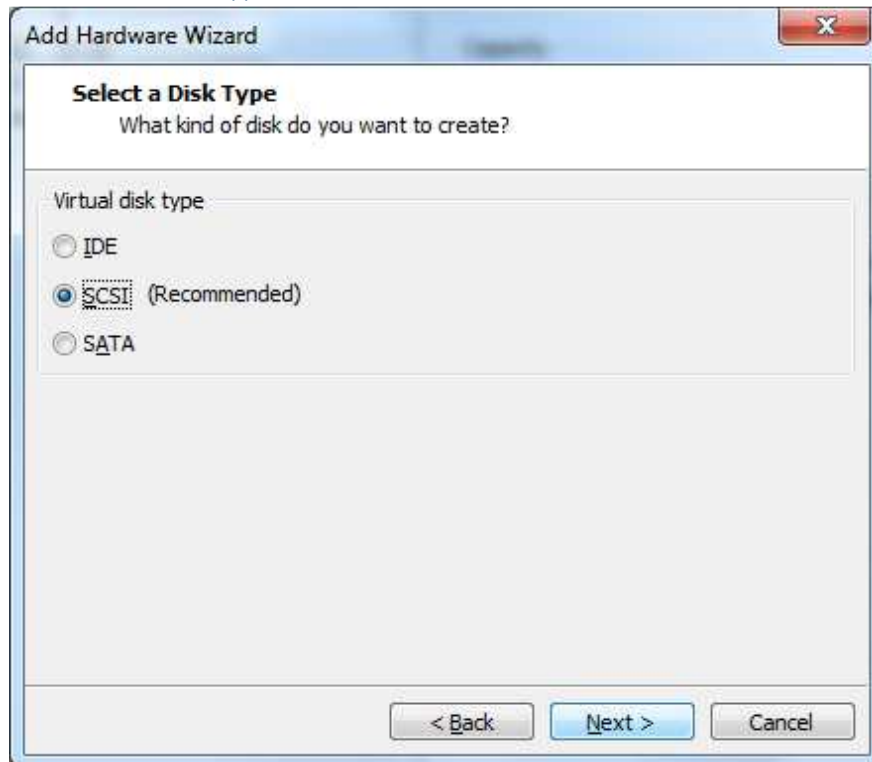 Add Hardware Wizard
X
Select a Disk Type
What kind of disk do you want to create?
Virtual disk type
IDE
SCSI (Recommended)
SATA
< Back Next > Cancel